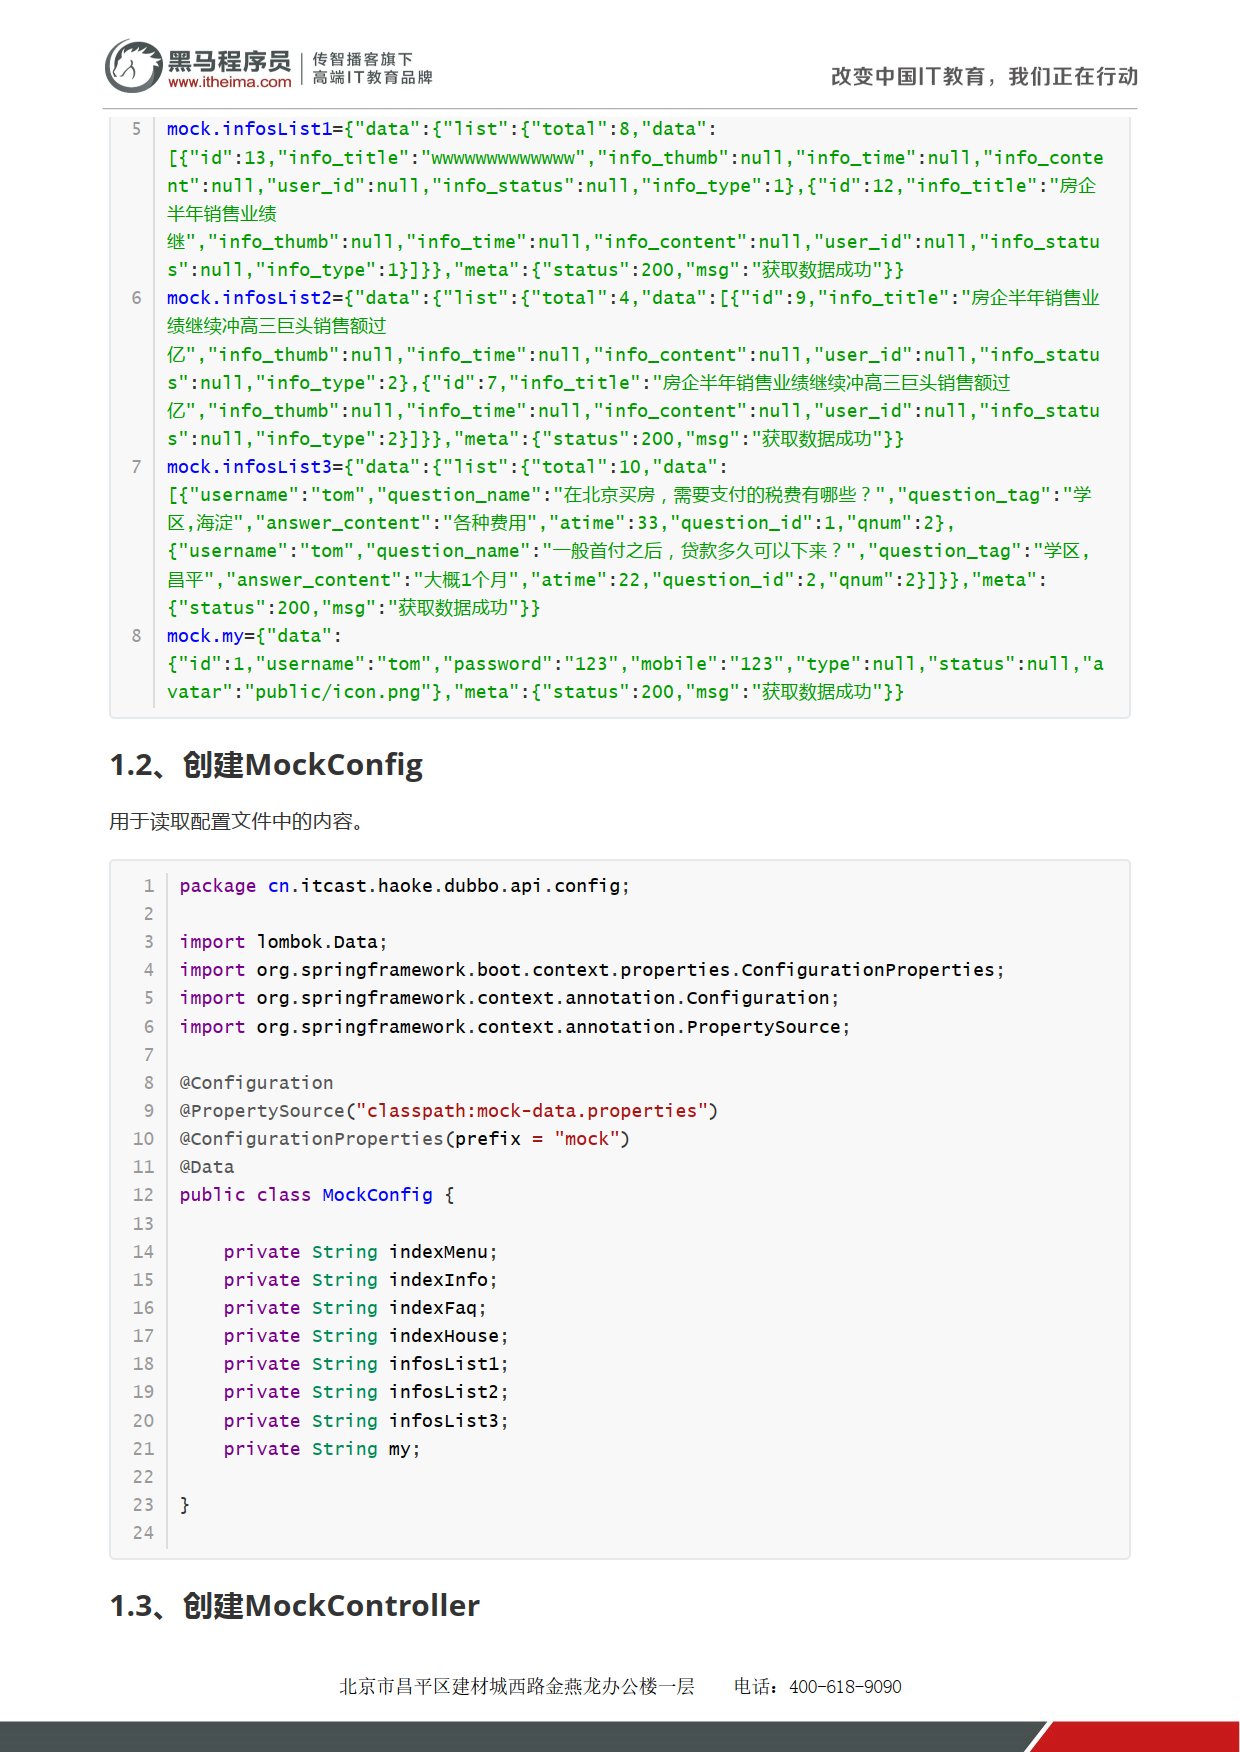 黑马程序员
www.itheima.com
传智播客旗下
高端IT教育品牌
改变中国IT教育，我们正在行动
5 mock.infosList1={"data":{"list":{"total":8,"data":
[{"id":13,"info_title":"wwwwwwwwwwwww","info_thumb":null,"info_time":null,"info_conte
nt":null,"user_id":null,"info_status":null,"info_type":1},{"id":12,"info_title":"房企
半年销售业绩
继","info_thumb":null,"info_time":null,"info_content":null,"user_id":null,"info_statu
s":null,"info_type":1}]}},"meta":{"status":200,"msg":"获取数据成功"}}
6 mock.infosList2={"data":{"list":{"total":4,"data":[{"id":9,"info_title":"房企半年销售业
绩继续冲高三巨头销售额过
亿","info_thumb":null,"info_time":null,"info_content":null,"user_id":null,"info_statu
s":null,"info_type":2},{"id":7,"info_title":"房企半年销售业绩继续冲高三巨头销售额过
亿","info_thumb":null,"info_time":null,"info_content":null,"user_id":null,"info_statu
s":null,"info_type":2}]}},"meta":{"status":200,"msg":"获取数据成功"}}
7 mock.infosList3={"data":{"list":{"total":10,"data":
[{"username":"tom","question_name":"在北京买房，需要支付的税费有哪些？","question_tag":"学
区,海淀","answer_content":"各种费用","atime":33,"question_id":1,"qnum":2},
{"username":"tom","question_name":"一般首付之后，贷款多久可以下来？","question_tag":"学区,
昌平","answer_content":"大概1个月","atime":22,"question_id":2,"qnum":2}]}},"meta":
{"status":200,"msg":"获取数据成功"}}
8 mock.my={"data":
{"id":1,"username":"tom","password":"123","mobile":"123","type":null,"status":null,"a
vatar":"public/icon.png"},"meta":{"status":200,"msg":"获取数据成功"}}
1.2、创建MockConfig
用于读取配置文件中的内容。
1 package cn.itcast.haoke.dubbo.api.config;
2
3 import lombok.Data;
4 import org.springframework.boot.context.properties.ConfigurationProperties;
5 import org.springframework.context.annotation.Configuration;
6 import org.springframework.context.annotation.PropertySource;
7
8 @Configuration
9 @PropertySource("classpath:mock-data.properties")
10 @ConfigurationProperties(prefix = "mock")
11 @Data
12 public class MockConfig {
13
14     private String indexMenu;
15     private String indexInfo;
16     private String indexFaq;
17     private String indexHouse;
18     private String infosList1;
19     private String infosList2;
20     private String infosList3;
21     private String my;
22
23 }
24
1.3、创建MockController
北京市昌平区建材城西路金燕龙办公楼一层 电话：400-618-9090